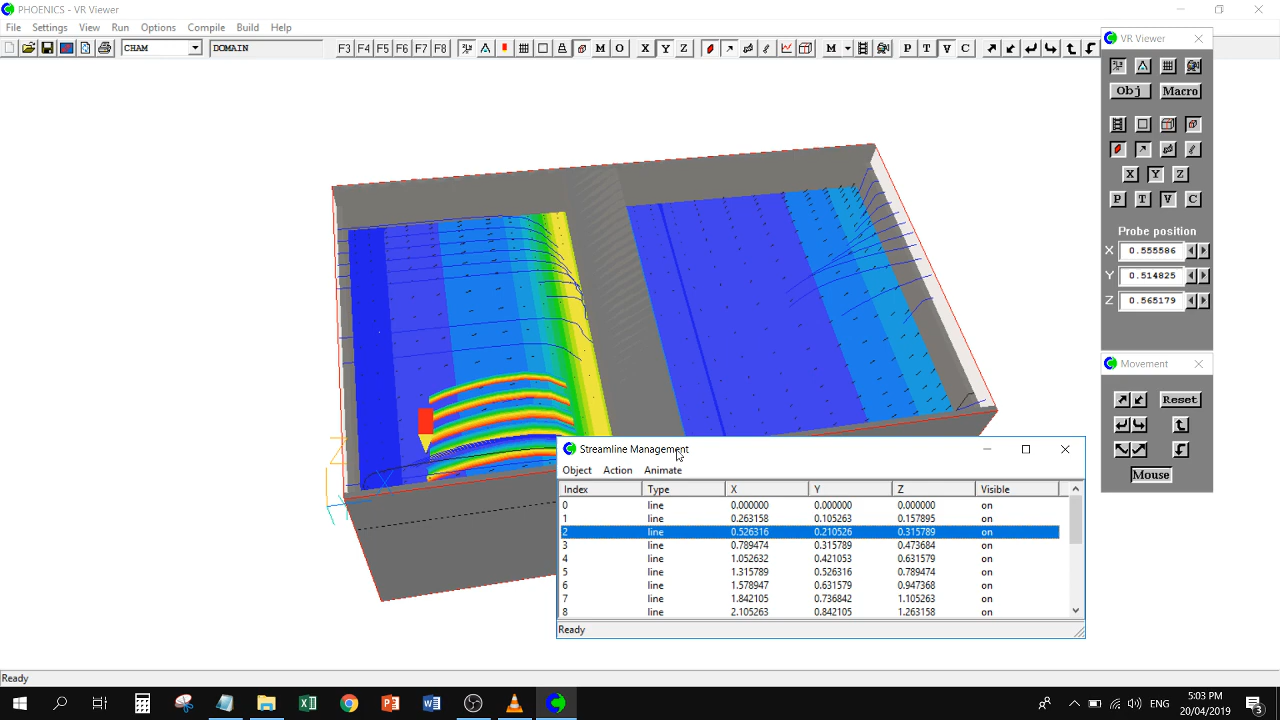 PHOENICS - VR Viewer
File Settings View Run Options Compile Build Help
CHAM DOMAIN F3 F4 F5 F6 F7 F8 M O X Y Z M P T V C
VR Viewer
Obj Macro
X Y Z
P T V C
Probe position
X 0.555586
Y 0.514825
Z 0.565179
Movement
Reset
Mouse
Streamline Management
Object Action Animate
Index Type X Y Z Visible
0 line 0.000000 0.000000 0.000000 on
1 line 0.263158 0.105263 0.157895 on
2 line 0.526316 0.210526 0.315789 on
3 line 0.789474 0.315789 0.473684 on
4 line 1.052632 0.421053 0.631579 on
5 line 1.315789 0.526316 0.789474 on
6 line 1.578947 0.631579 0.947368 on
7 line 1.842105 0.736842 1.105263 on
8 line 2.105263 0.842105 1.263158 on
Ready
Ready
ENG
5:03 PM
20/04/2019
3